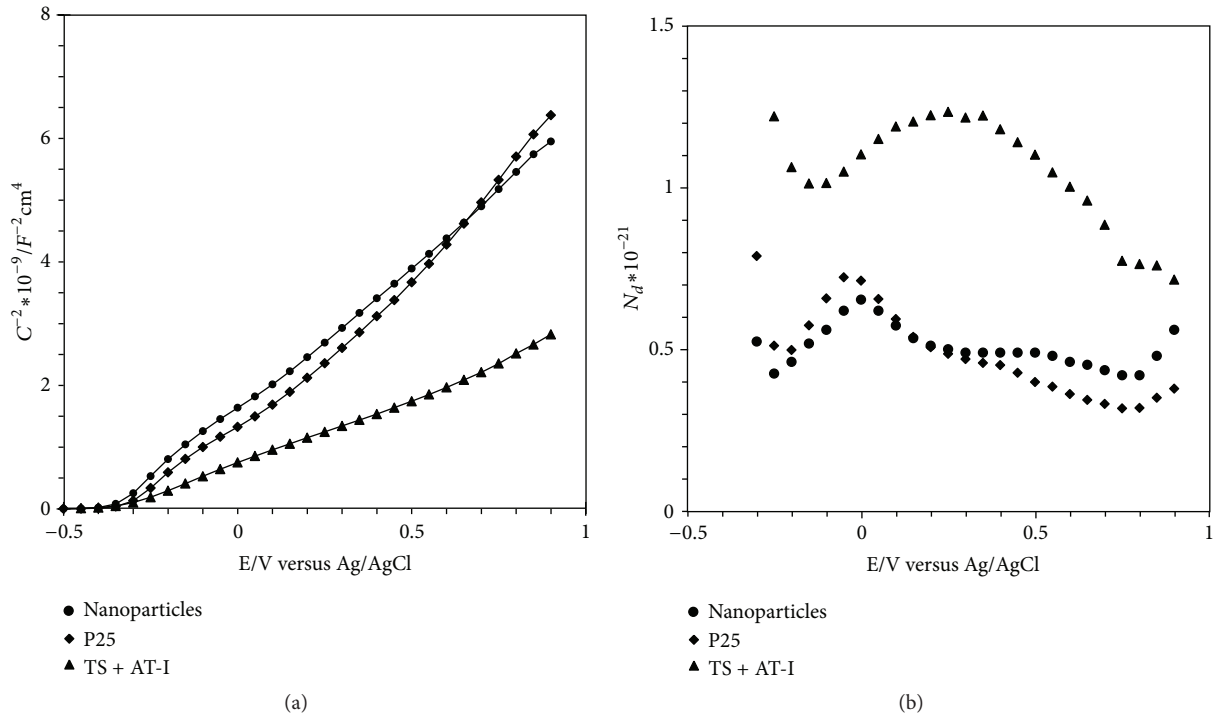 8
6
4
2
0
−0.5
0
0.5
1
C⁻²*10⁻⁹/F⁻²cm⁴
E/V versus Ag/AgCl
Nanoparticles
P25
TS + AT-I
(a)
1.5
1
0.5
0
−0.5
0
0.5
1
N_d*10⁻²¹
E/V versus Ag/AgCl
Nanoparticles
P25
TS + AT-I
(b)